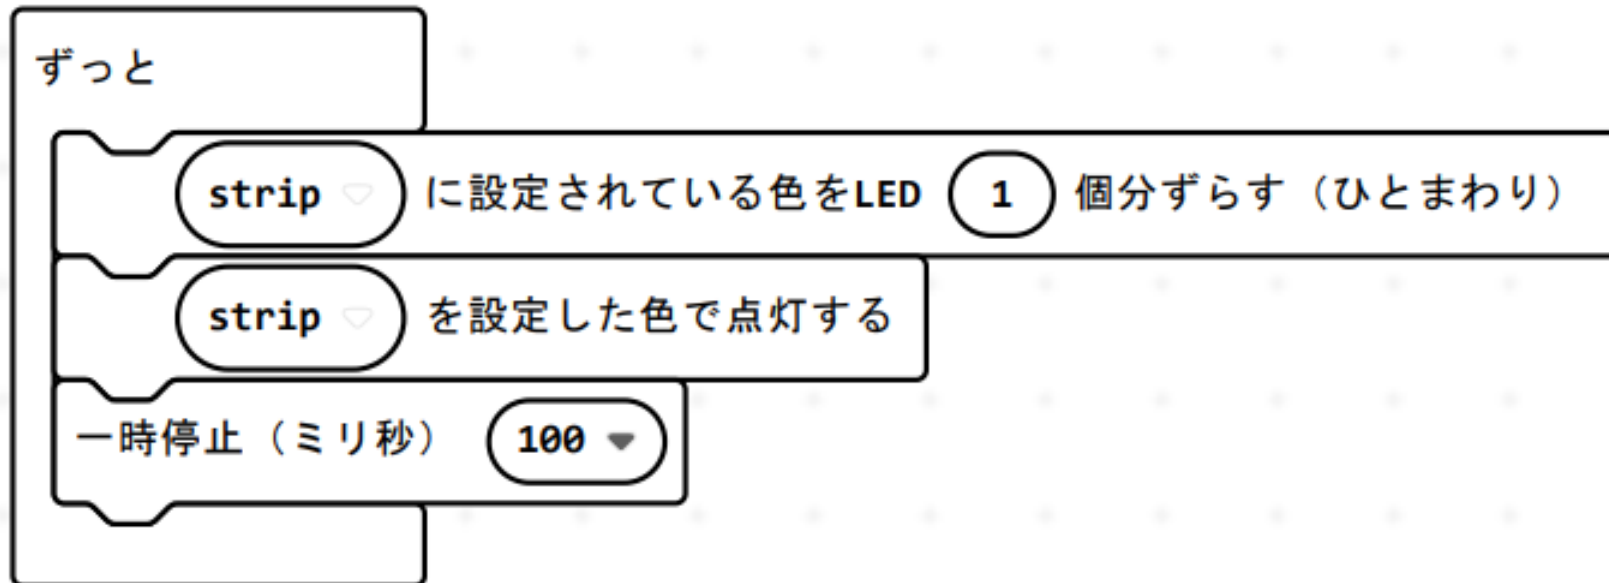 ずっと
strip に設定されている色をLED 1 個分ずらす（ひとまわり）
strip を設定した色で点灯する
一時停止（ミリ秒） 100